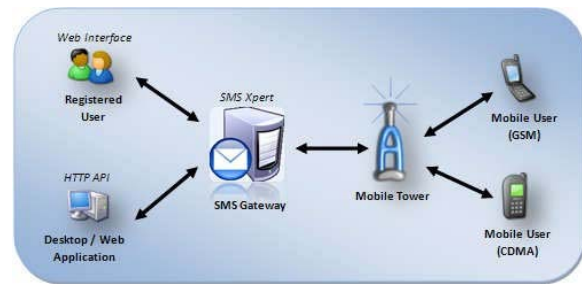 Web Interface
Registered
User
HTTP API
Desktop / Web
Application
SMS Xpert
SMS Gateway
Mobile Tower
Mobile User
(GSM)
Mobile User
(CDMA)